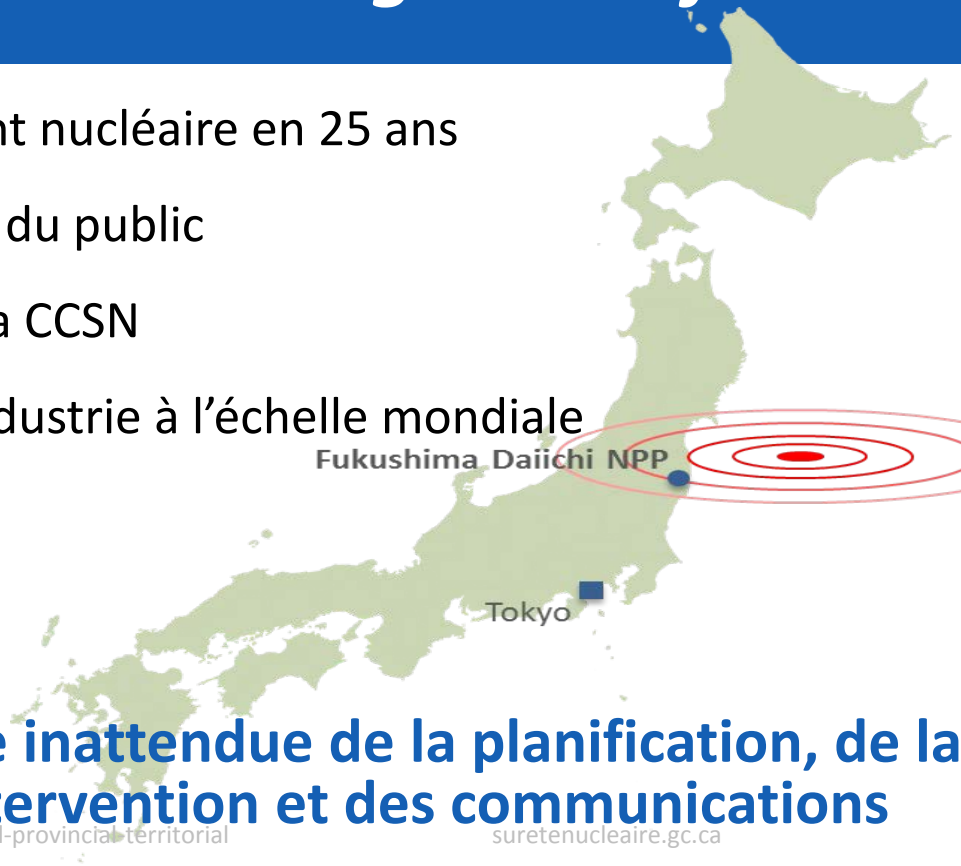 nt nucléaire en 25 ans
du public
a CCSN
dustrie à l’échelle mondiale
Fukushima Daiichi NPP
Tokyo
e inattendue de la planification, de la
tervention et des communications
l-provincial-territorial
suretenucleaire.gc.ca